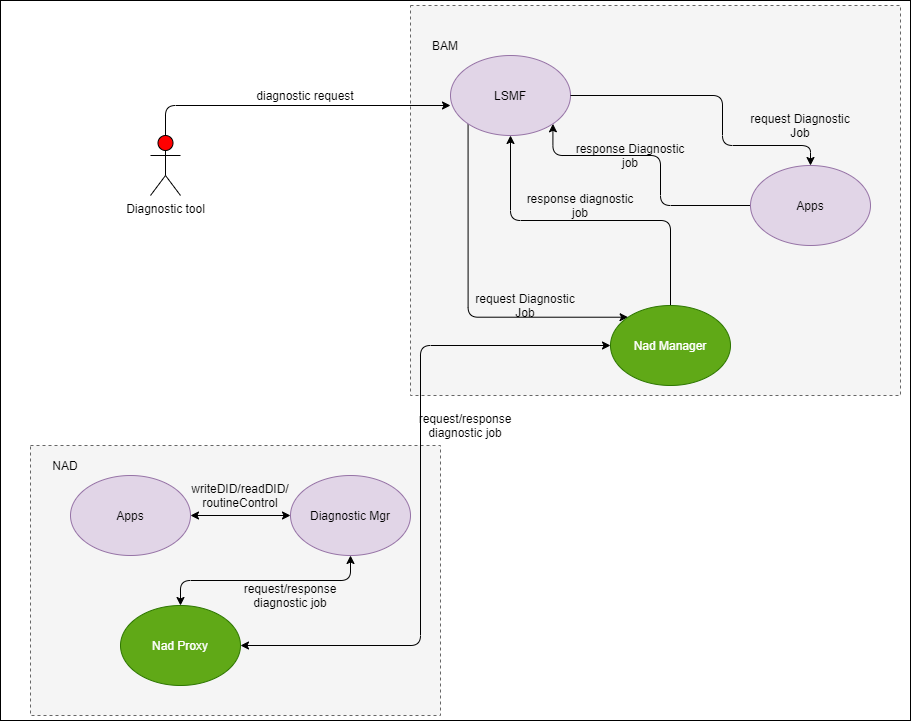 BAM
LSMF
diagnostic request
request Diagnostic
Job
response Diagnostic
job
Diagnostic tool
response diagnostic
job
Apps
request Diagnostic
Job
Nad Manager
request/response
diagnostic job
NAD
writeDID/readDID/
routineControl
Apps
Diagnostic Mgr
request/response
diagnostic job
Nad Proxy